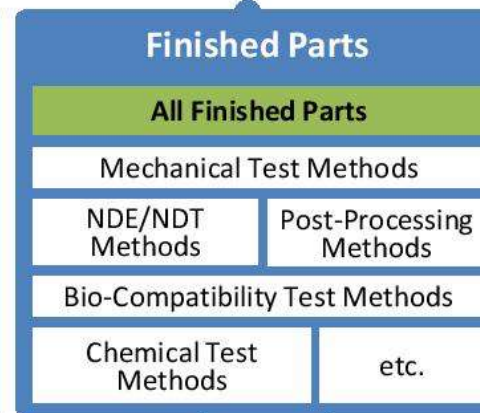 Finished Parts
All Finished Parts
Mechanical Test Methods
NDE/NDT
Methods
Post-Processing
Methods
Bio-Compatibility Test Methods
Chemical Test
Methods
etc.